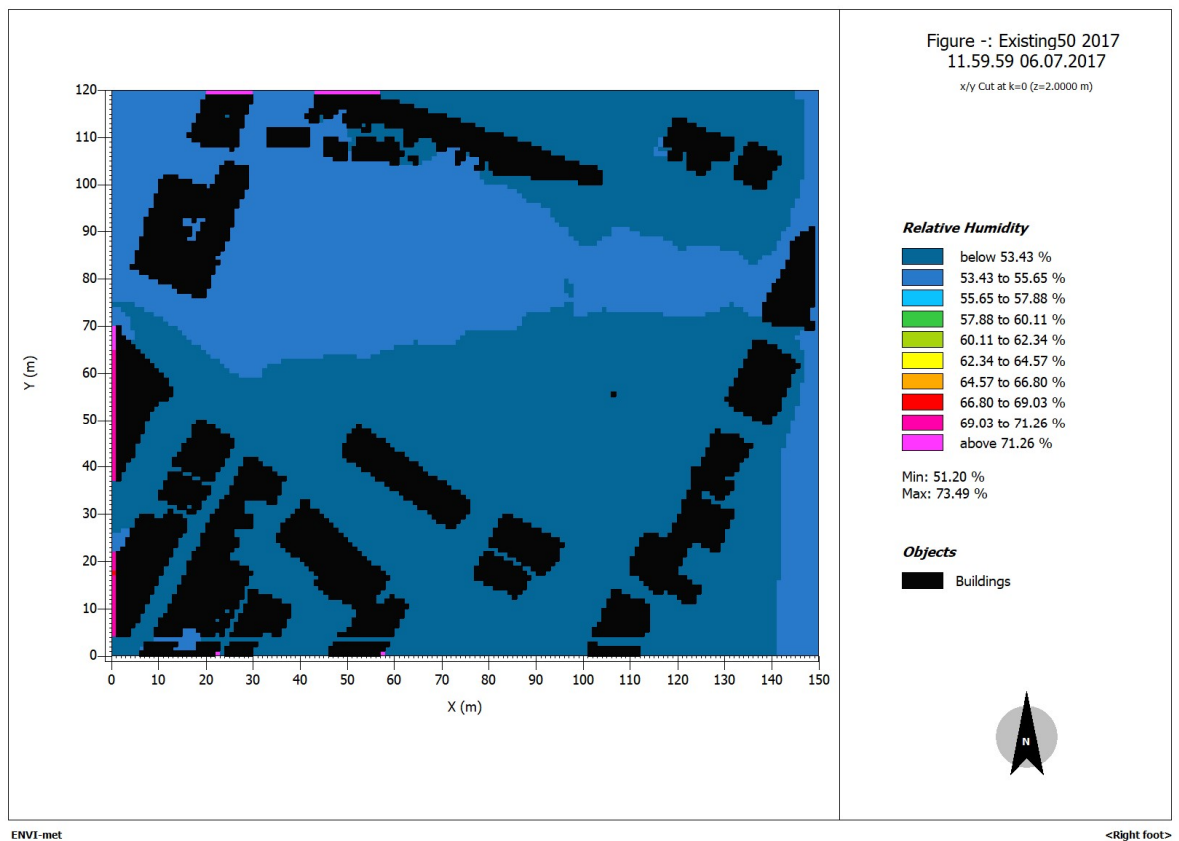 Figure -: Existing50 2017
11.59.59 06.07.2017
x/y Cut at k=0 (z=2.0000 m)
120
110
100
90
80
70
60
50
40
30
20
10
0
Y (m)
0 10 20 30 40 50 60 70 80 90 100 110 120 130 140 150
X (m)
Relative Humidity
below 53.43 %
53.43 to 55.65 %
55.65 to 57.88 %
57.88 to 60.11 %
60.11 to 62.34 %
62.34 to 64.57 %
64.57 to 66.80 %
66.80 to 69.03 %
69.03 to 71.26 %
above 71.26 %
Min: 51.20 %
Max: 73.49 %
Objects
Buildings
N
ENVI-met
<Right foot>